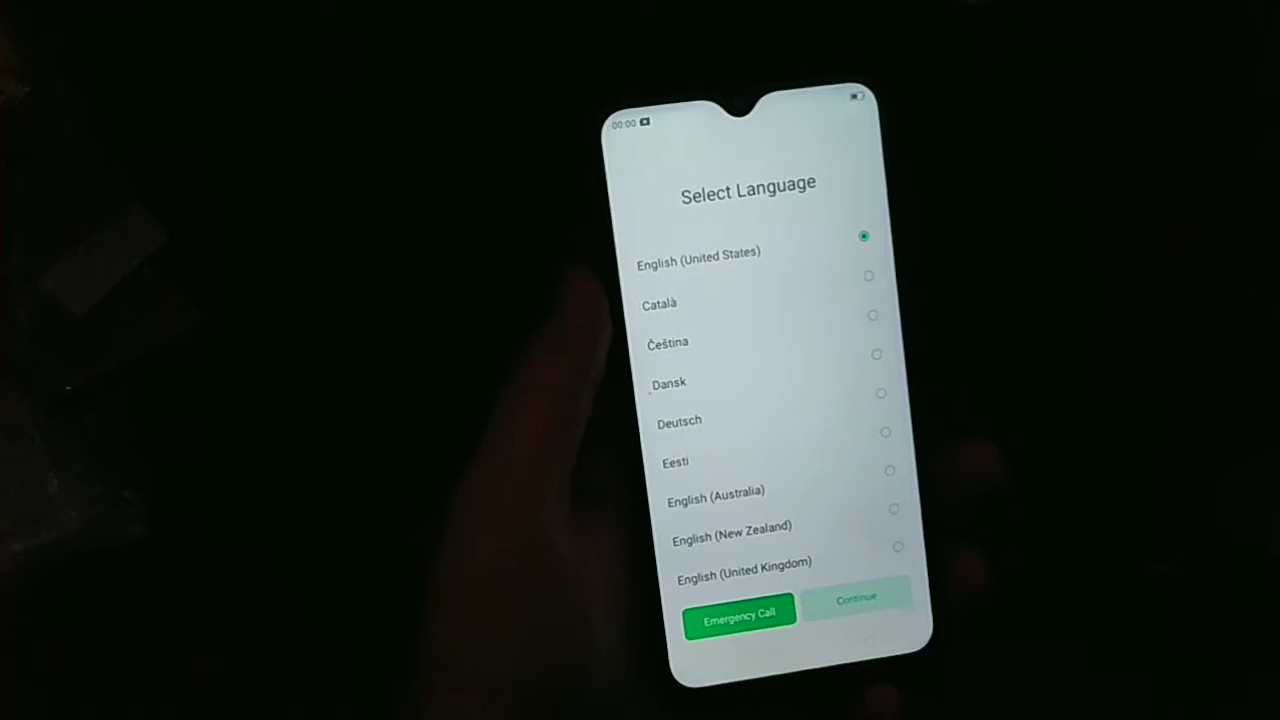 00:00
Select Language
English (United States)
Català
Čeština
Dansk
Deutsch
Eesti
English (Australia)
English (New Zealand)
English (United Kingdom)
Emergency Call
Continue